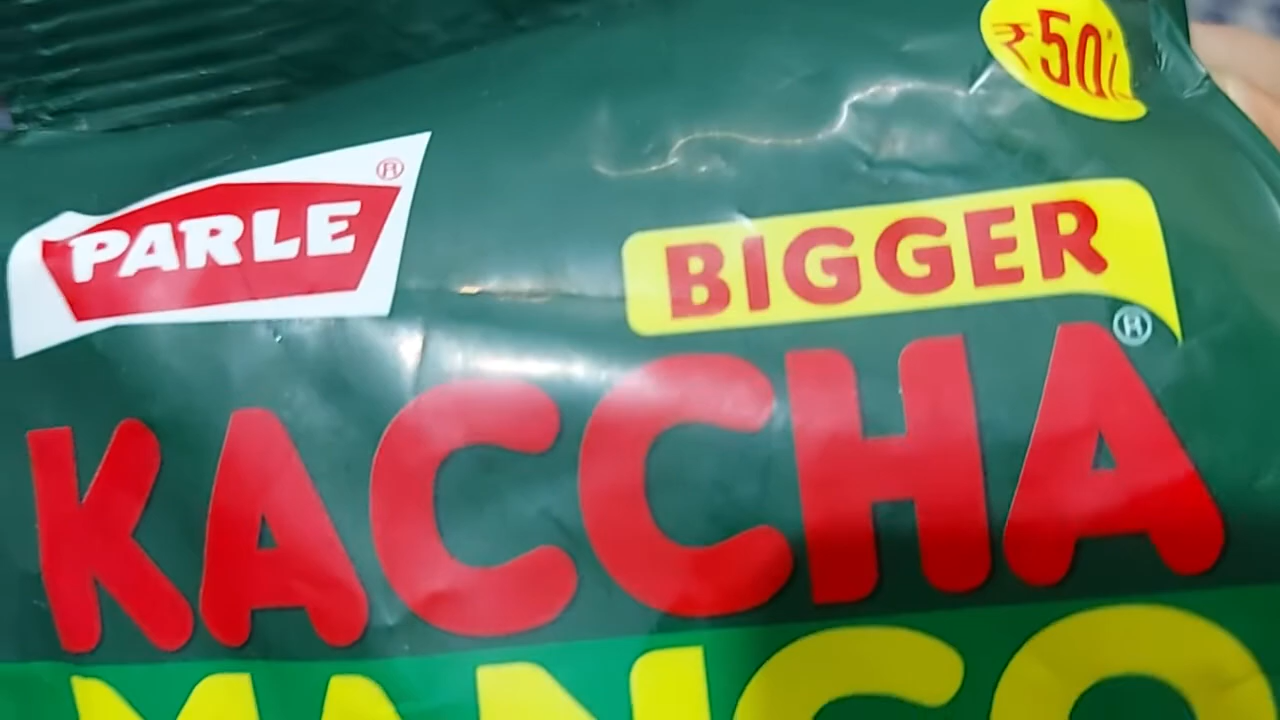 ₹50/-
PARLE ®
BIGGER
KACCHA ®
MANGO